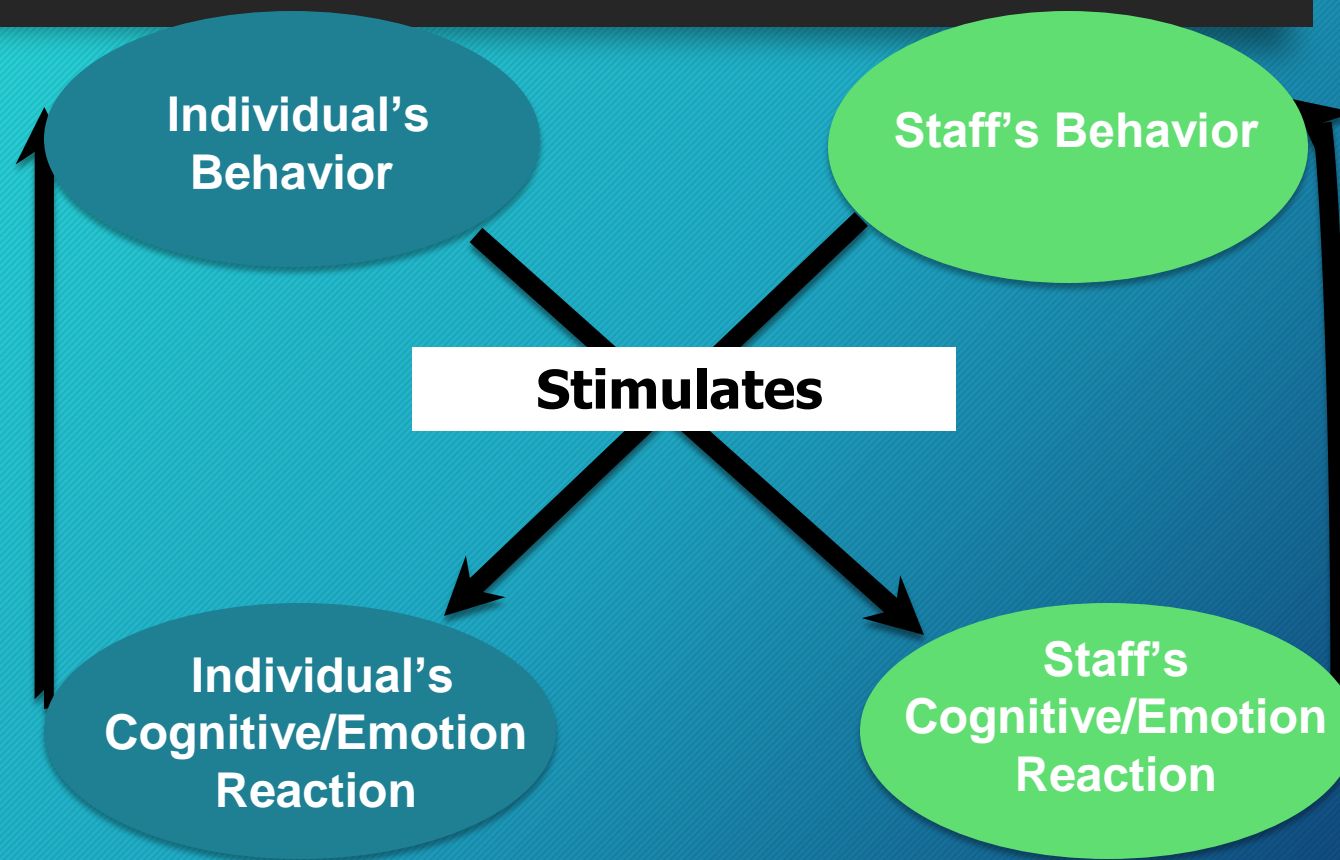 Individual's
Behavior
Staff's Behavior
Stimulates
Individual's
Cognitive/Emotion
Reaction
Staff's
Cognitive/Emotion
Reaction